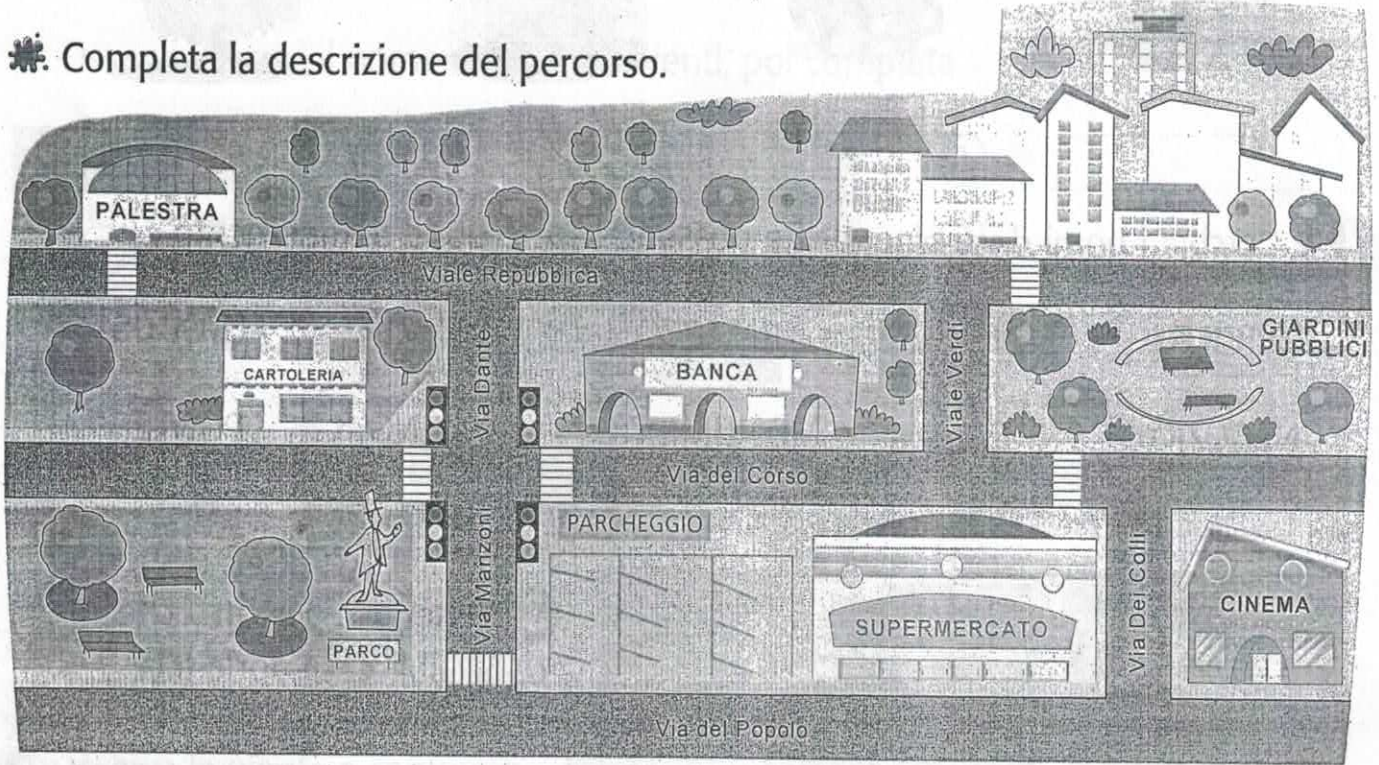 Completa la descrizione del percorso.
PALESTRA
Viale Repubblica
CARTOLERIA
Via Dante
BANCA
Viale Verdi
GIARDINI
PUBBLICI
Via del Corso
PARCO
Via Manzoni
PARCHEGGIO
SUPERMERCATO
Via Dei Colli
CINEMA
Via del Popolo